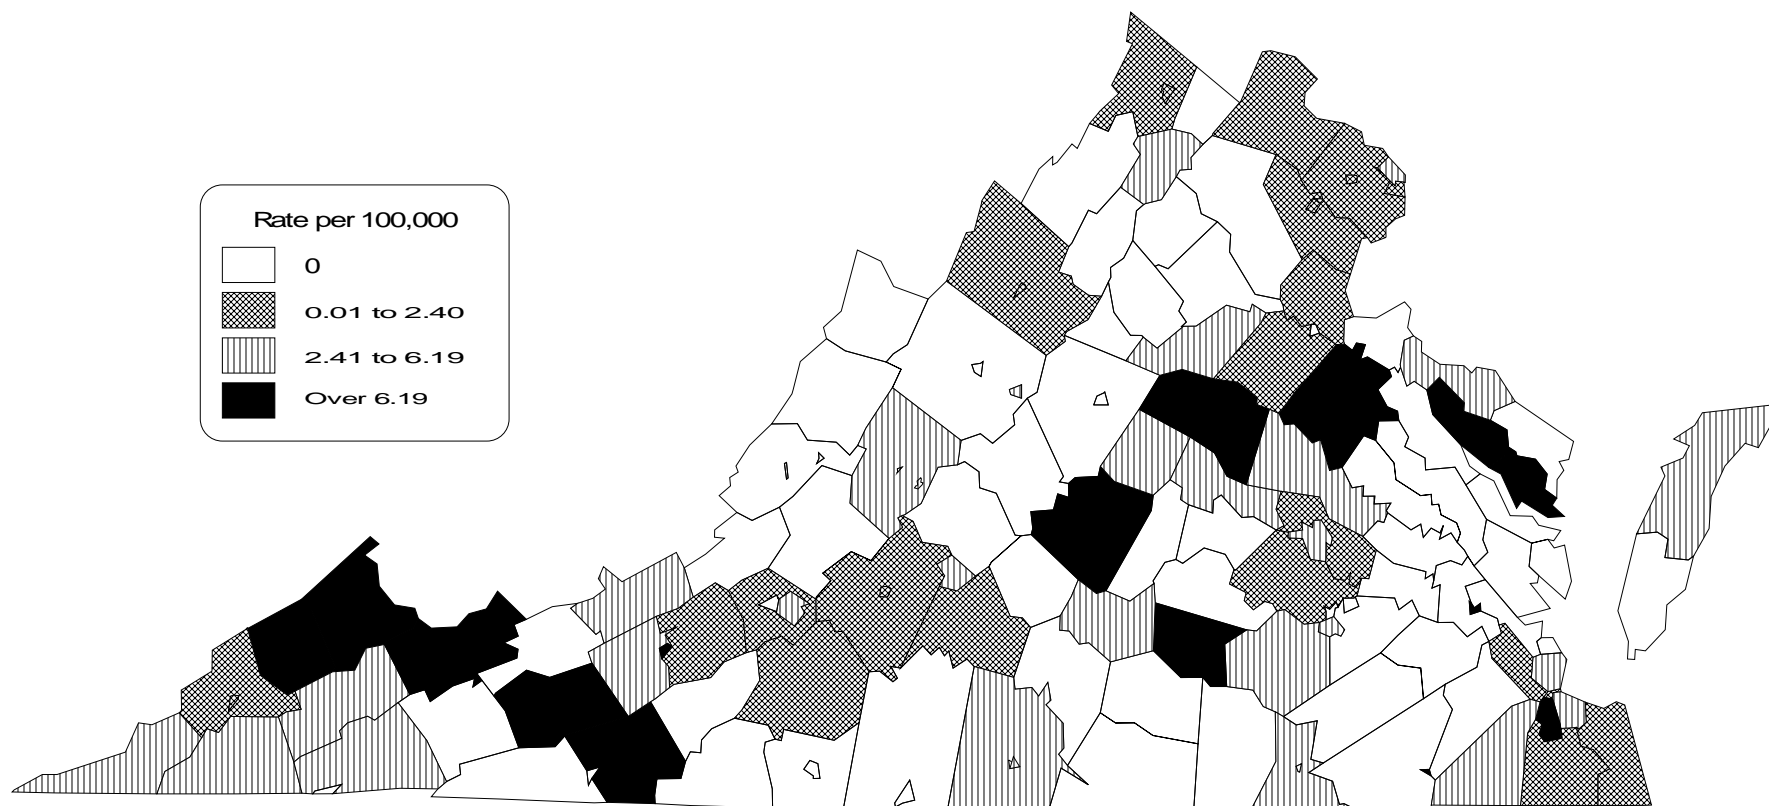 Rate per 100,000
0
0.01 to 2.40
2.41 to 6.19
Over 6.19